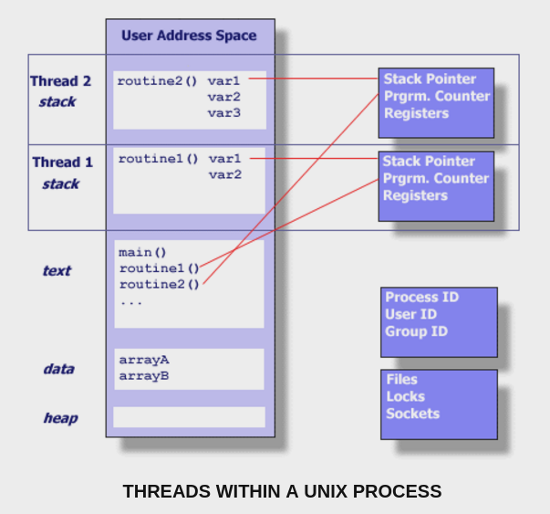 User Address Space
Thread 2
stack
routine2() var1
var2
var3
Stack Pointer
Prgrm. Counter
Registers
Thread 1
stack
routine1() var1
var2
Stack Pointer
Prgrm. Counter
Registers
text
main()
routine1()
routine2()
...
Process ID
User ID
Group ID
data
arrayA
arrayB
Files
Locks
Sockets
heap
THREADS WITHIN A UNIX PROCESS